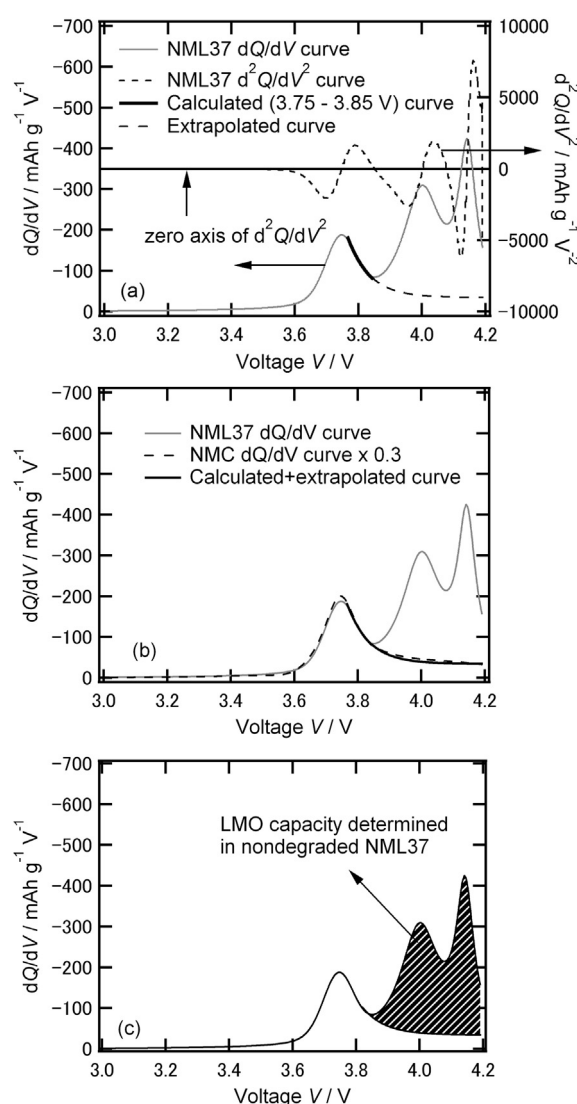 -700
-600
-500
-400
-300
-200
-100
0
dQ/dV / mAh g⁻¹ V⁻¹
NML37 dQ/dV curve
NML37 d²Q/dV² curve
Calculated (3.75 - 3.85 V) curve
Extrapolated curve
zero axis of d²Q/dV²
(a)
10000
5000
0
-5000
-10000
d²Q/dV² / mAh g⁻¹ V⁻²
3.0 3.2 3.4 3.6 3.8 4.0 4.2
Voltage V / V
-700
-600
-500
-400
-300
-200
-100
0
dQ/dV / mAh g⁻¹ V⁻¹
NML37 dQ/dV curve
NMC dQ/dV curve x 0.3
Calculated+extrapolated curve
(b)
3.0 3.2 3.4 3.6 3.8 4.0 4.2
Voltage V / V
-700
-600
-500
-400
-300
-200
-100
0
dQ/dV / mAh g⁻¹ V⁻¹
LMO capacity determined
in nondegraded NML37
(c)
3.0 3.2 3.4 3.6 3.8 4.0 4.2
Voltage V / V